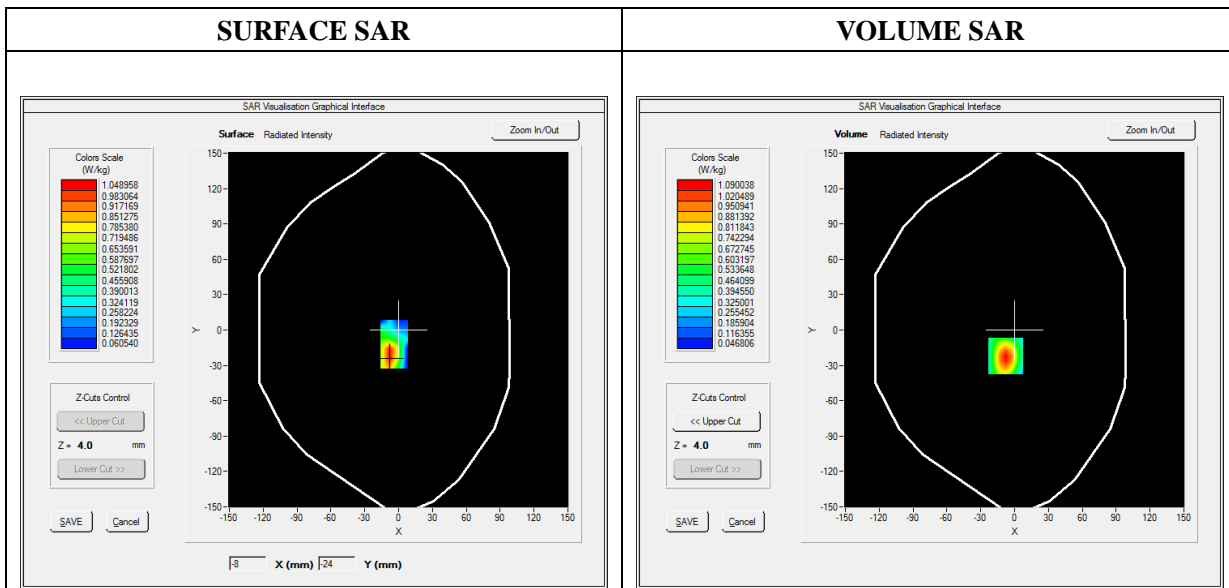 SURFACE SAR
VOLUME SAR
SAR Visualisation Graphical Interface
Surface Radiated Intensity
Zoom In/Out
Colors Scale
(W/kg)
1.048958
0.983064
0.917169
0.851275
0.785380
0.719486
0.653591
0.587697
0.521802
0.455908
0.390013
0.324119
0.258224
0.192329
0.126435
0.060540
Z-Cuts Control
<< Upper Cut
Z = 4.0 mm
Lower Cut >>
SAVE Cancel
150
120
90
60
30
0
-30
-60
-90
-120
-150
Y
-150 -120 -90 -60 -30 0 30 60 90 120 150
X
-8 X (mm) -24 Y (mm)
SAR Visualisation Graphical Interface
Volume Radiated Intensity
Zoom In/Out
Colors Scale
(W/kg)
1.090038
1.020489
0.950941
0.881392
0.811843
0.742294
0.672745
0.603197
0.533648
0.464099
0.394550
0.325001
0.255452
0.185904
0.116355
0.046806
Z-Cuts Control
<< Upper Cut
Z = 4.0 mm
Lower Cut >>
SAVE Cancel
150
120
90
60
30
0
-30
-60
-90
-120
-150
Y
-150 -120 -90 -60 -30 0 30 60 90 120 150
X